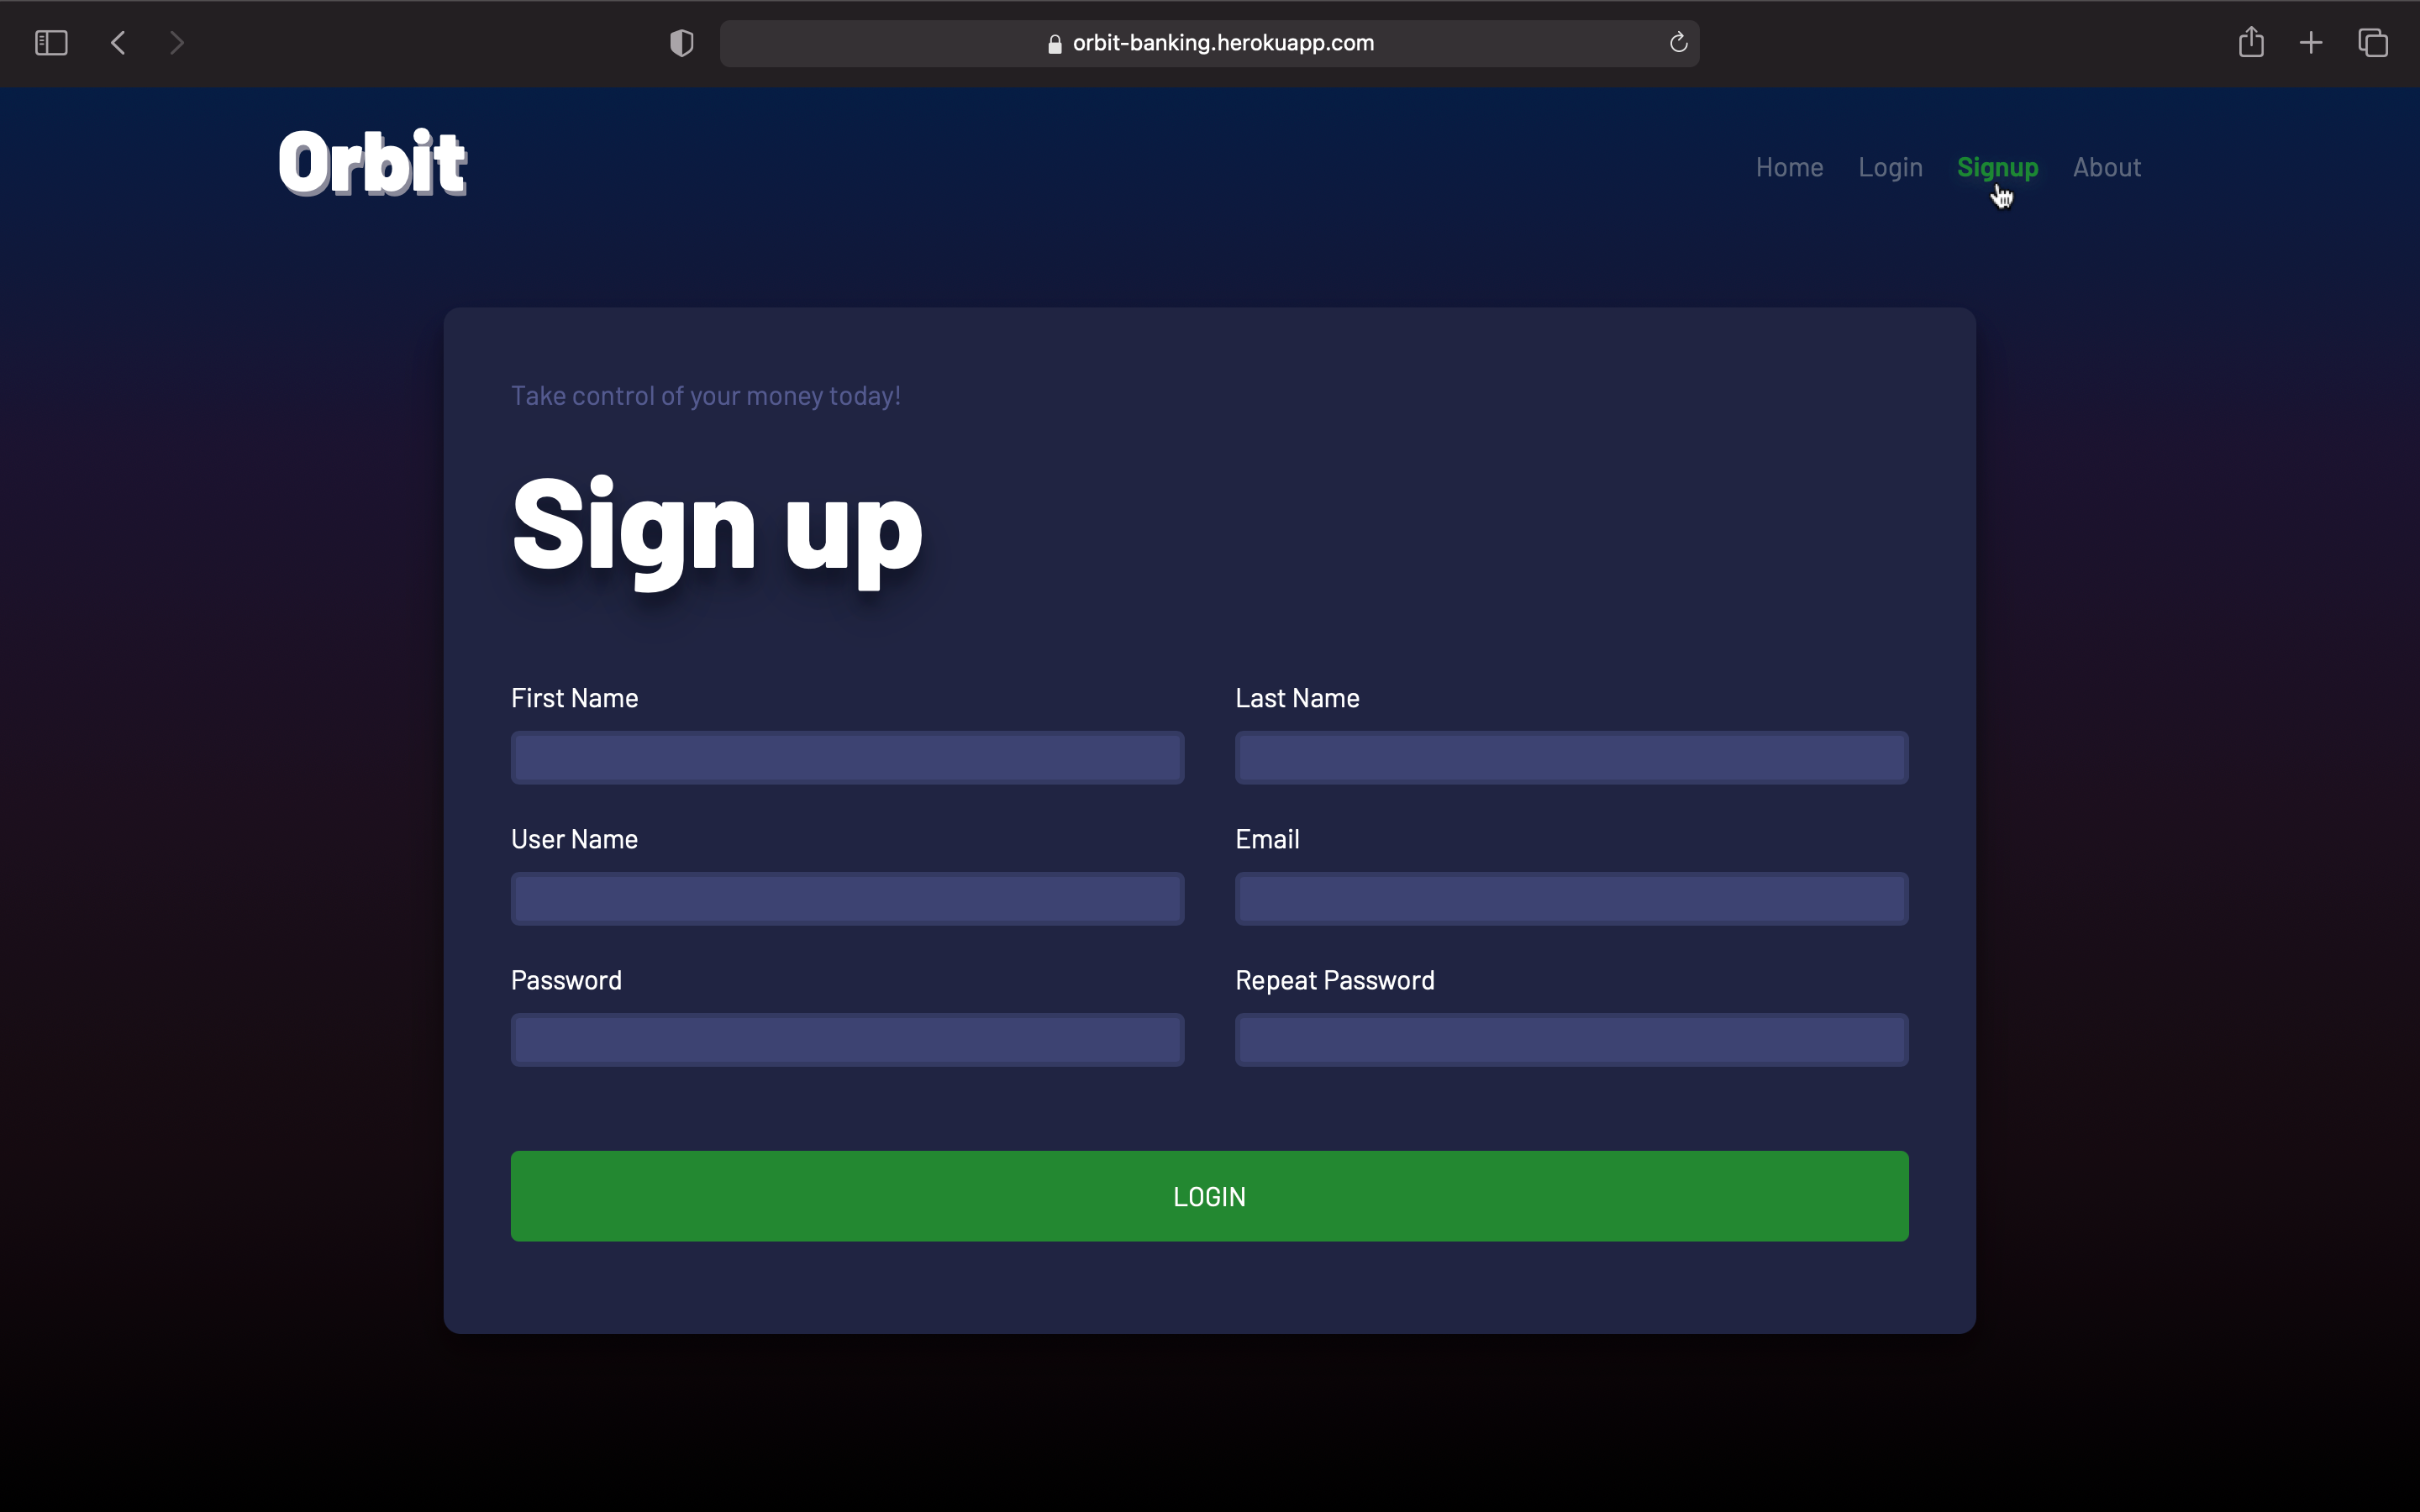 orbit-banking.herokuapp.com
Orbit
Home Login Signup About
Take control of your money today!
Sign up
First Name Last Name
User Name Email
Password Repeat Password
LOGIN